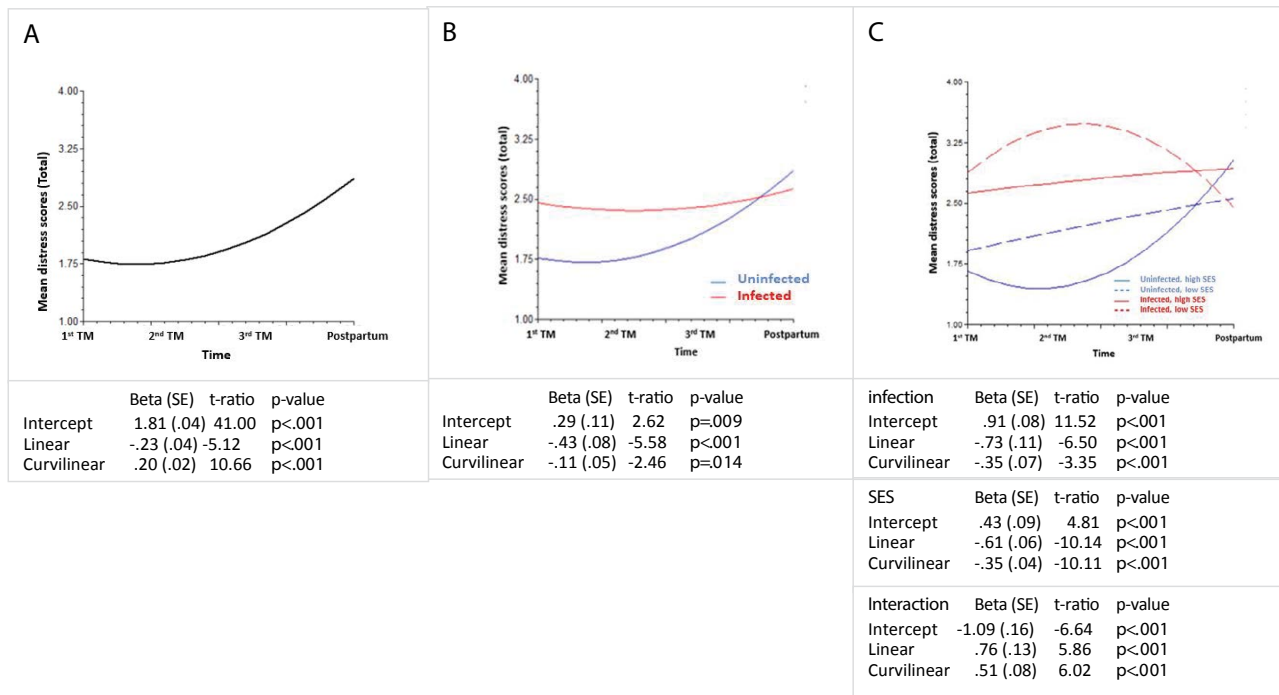 A
Mean distress scores (Total)
4.00
3.25
2.50
1.75
1.00
1st TM
2nd TM
3rd TM
Postpartum
Time
Beta (SE) t-ratio p-value
Intercept 1.81 (.04) 41.00 p<.001
Linear -.23 (.04) -5.12 p<.001
Curvilinear .20 (.02) 10.66 p<.001
B
Mean distress scores (total)
4.00
3.25
2.50
1.75
1.00
Uninfected
Infected
1st TM
2nd TM
3rd TM
Postpartum
Time
Beta (SE) t-ratio p-value
Intercept .29 (.11) 2.62 p=.009
Linear -.43 (.08) -5.58 p<.001
Curvilinear -.11 (.05) -2.46 p=.014
C
Mean distress scores (total)
4.00
3.25
2.50
1.75
1.00
Uninfected, high SES
Uninfected, low SES
Infected, high SES
Infected, low SES
1st TM
2nd TM
3rd TM
Postpartum
Time
infection Beta (SE) t-ratio p-value
Intercept .91 (.08) 11.52 p<.001
Linear -.73 (.11) -6.50 p<.001
Curvilinear -.35 (.07) -3.35 p<.001
SES Beta (SE) t-ratio p-value
Intercept .43 (.09) 4.81 p<.001
Linear -.61 (.06) -10.14 p<.001
Curvilinear -.35 (.04) -10.11 p<.001
Interaction Beta (SE) t-ratio p-value
Intercept -1.09 (.16) -6.64 p<.001
Linear .76 (.13) 5.86 p<.001
Curvilinear .51 (.08) 6.02 p<.001